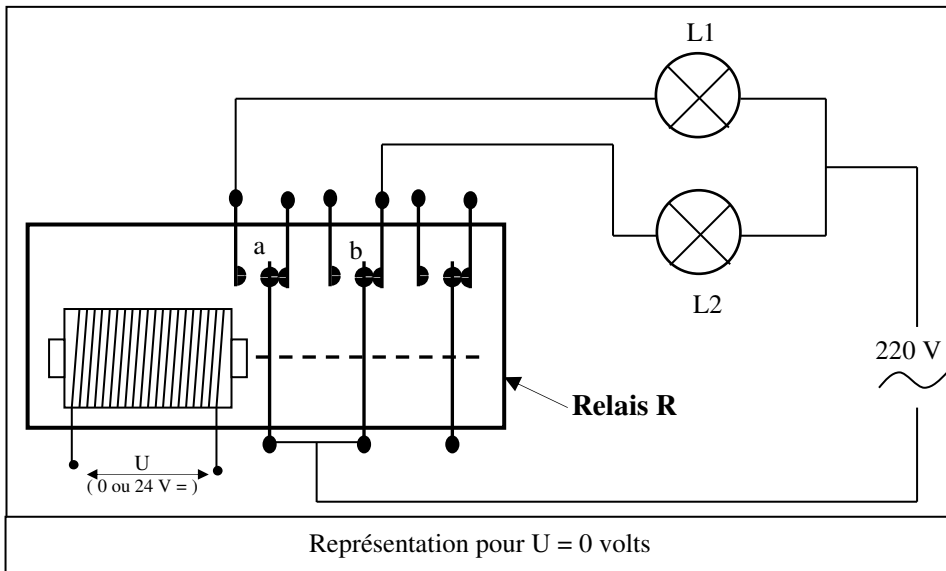 L1
a
b
L2
220 V
Relais R
U
( 0 ou 24 V = )
Représentation pour U = 0 volts